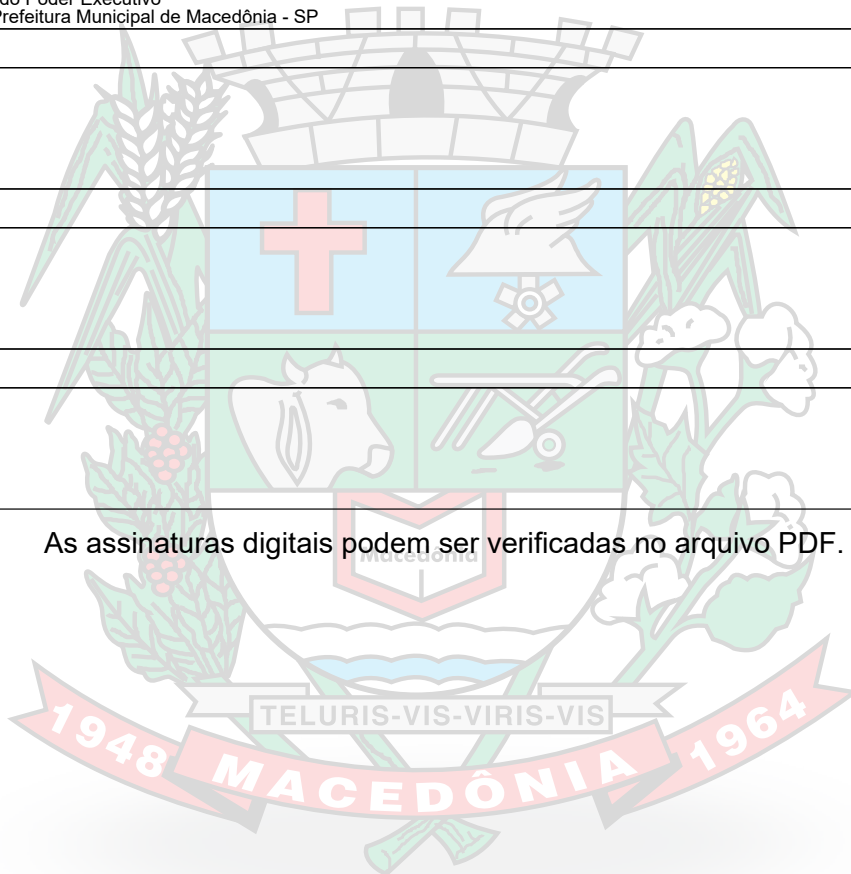 do Poder Executivo
Prefeitura Municipal de Macedônia - SP
As assinaturas digitais podem ser verificadas no arquivo PDF.
Macedônia
TELURIS-VIS-VIRIS-VIS
1948 MACEDÔNIA 1964